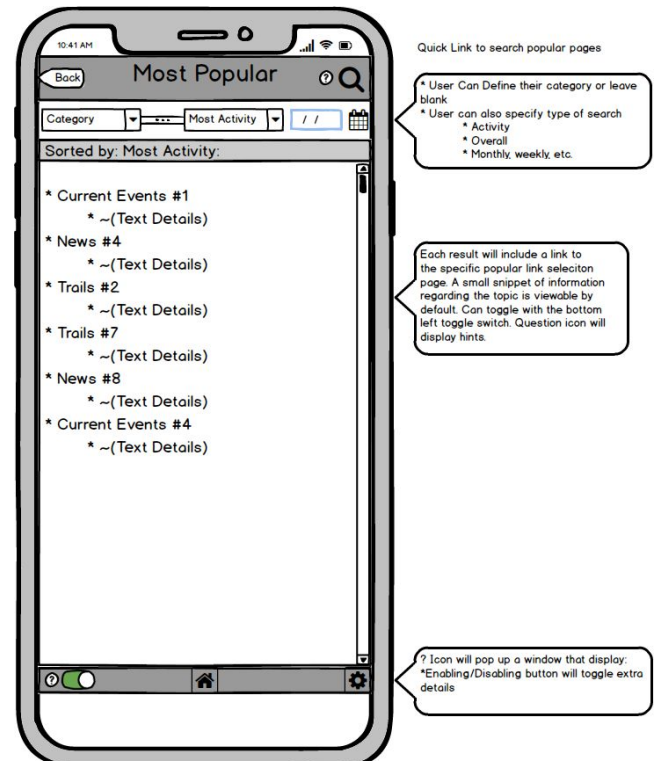 10:41 AM
Quick Link to search popular pages
Back
Most Popular
?
* User Can Define their category or leave
blank
* User can also specify type of search
* Activity
* Overall
* Monthly, weekly, etc.
Category
Most Activity
/ /
Sorted by: Most Activity:
* Current Events #1
* ~(Text Details)
* News #4
* ~(Text Details)
* Trails #2
* ~(Text Details)
* Trails #7
* ~(Text Details)
* News #8
* ~(Text Details)
* Current Events #4
* ~(Text Details)
Each result will include a link to
the specific popular link seleciton
page. A small snippet of information
regarding the topic is viewable by
default. Can toggle with the bottom
left toggle switch. Question icon will
display hints.
?
? Icon will pop up a window that display:
*Enabling/Disabling button will toggle extra
details